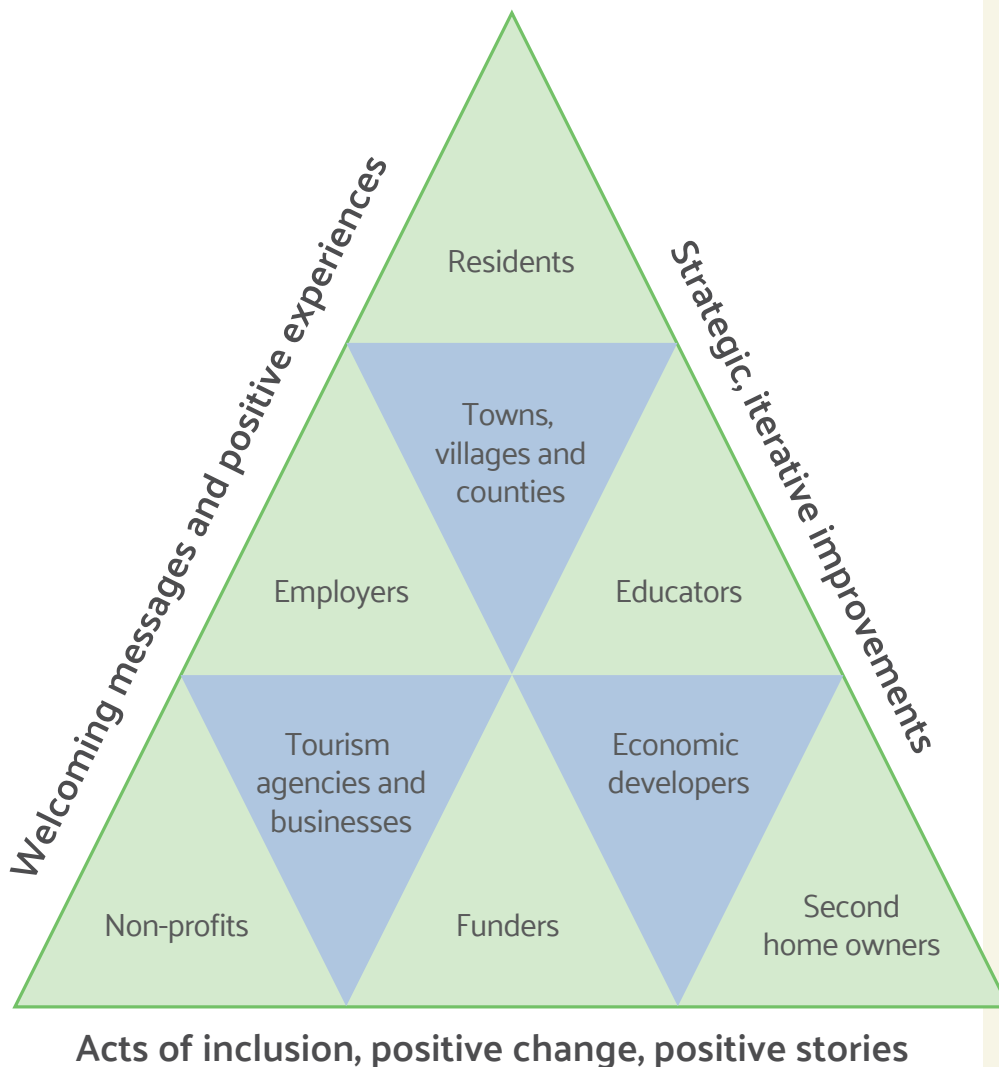 Welcoming messages and positive experiences
Strategic, iterative improvements
Residents
Towns,
villages and
counties
Employers
Educators
Tourism
agencies and
businesses
Economic
developers
Non-profits
Funders
Second
home owners
Acts of inclusion, positive change, positive stories